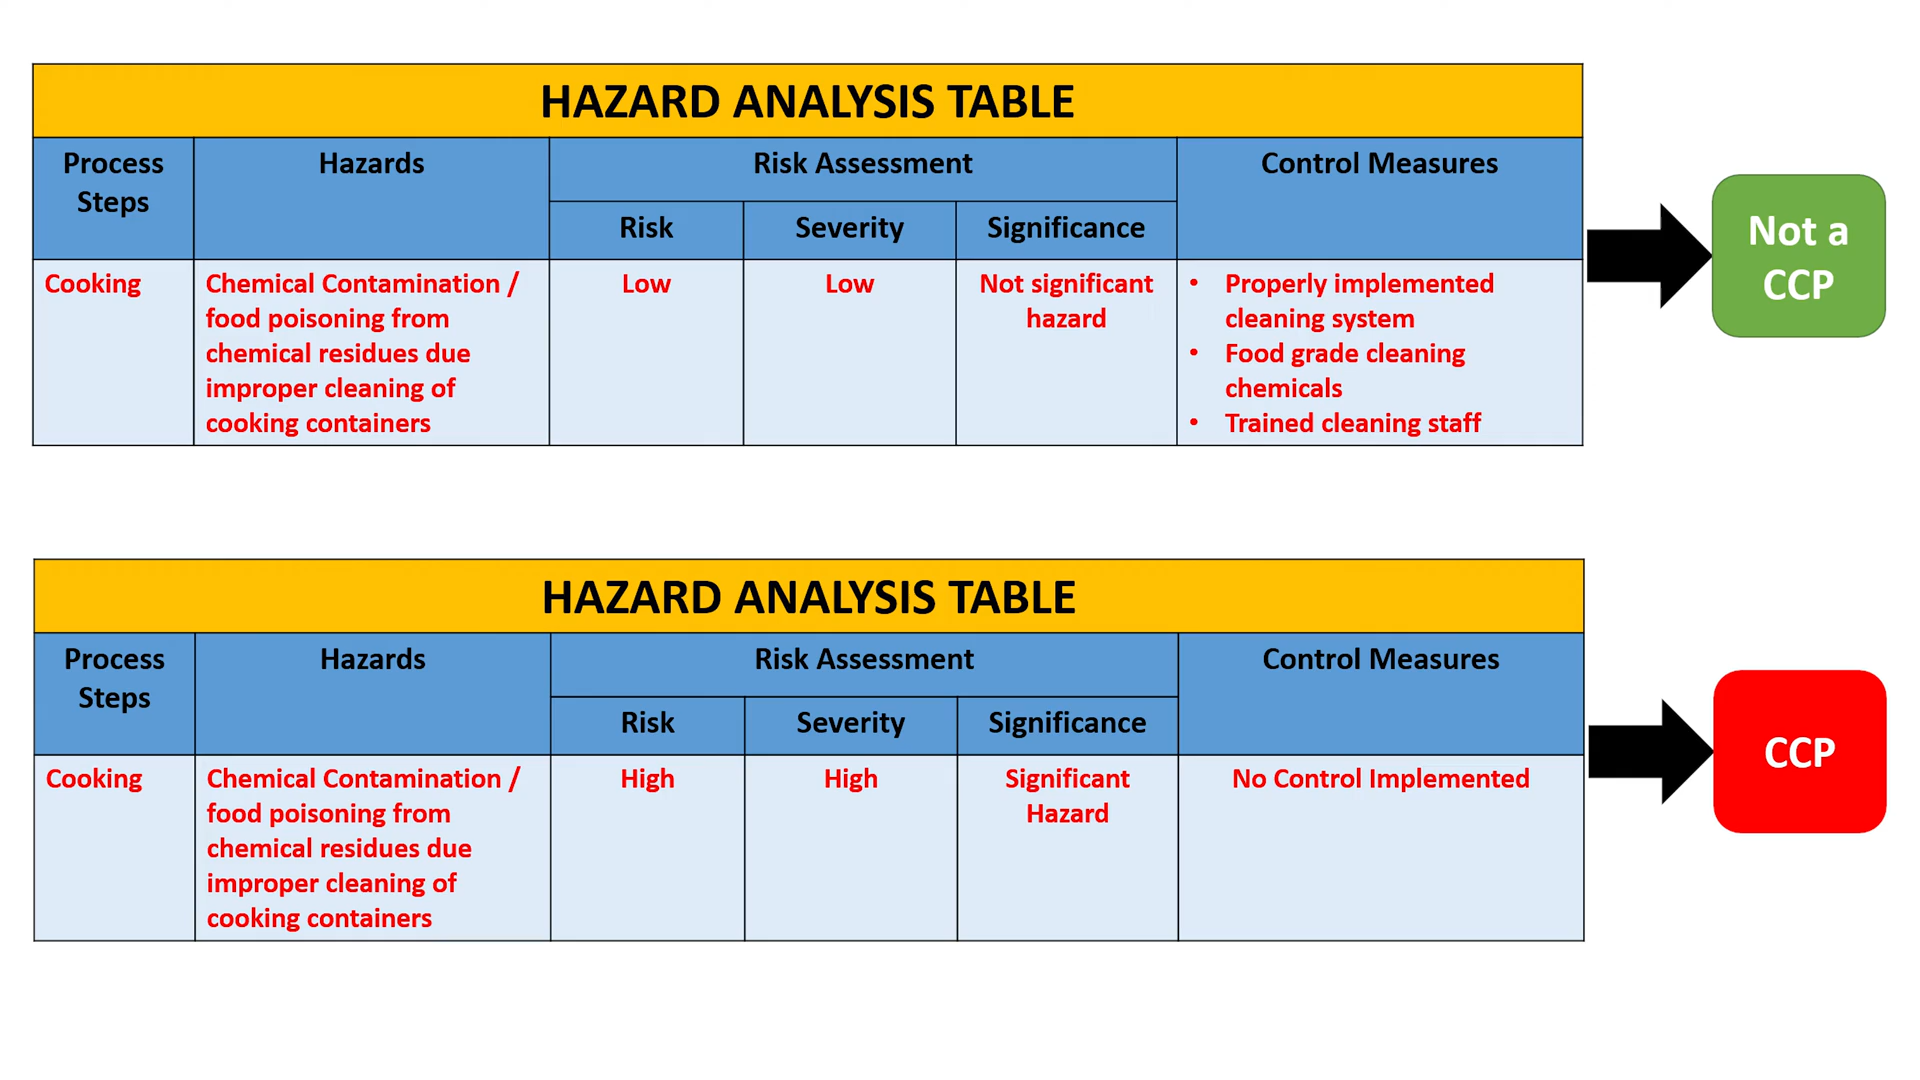 HAZARD ANALYSIS TABLE
Process
Steps
Hazards
Risk Assessment
Control Measures
Risk
Severity
Significance
Cooking
Chemical Contamination /
food poisoning from
chemical residues due
improper cleaning of
cooking containers
Low
Low
Not significant
hazard
• Properly implemented
cleaning system
• Food grade cleaning
chemicals
• Trained cleaning staff
Not a
CCP
HAZARD ANALYSIS TABLE
Process
Steps
Hazards
Risk Assessment
Control Measures
Risk
Severity
Significance
Cooking
Chemical Contamination /
food poisoning from
chemical residues due
improper cleaning of
cooking containers
High
High
Significant
Hazard
No Control Implemented
CCP